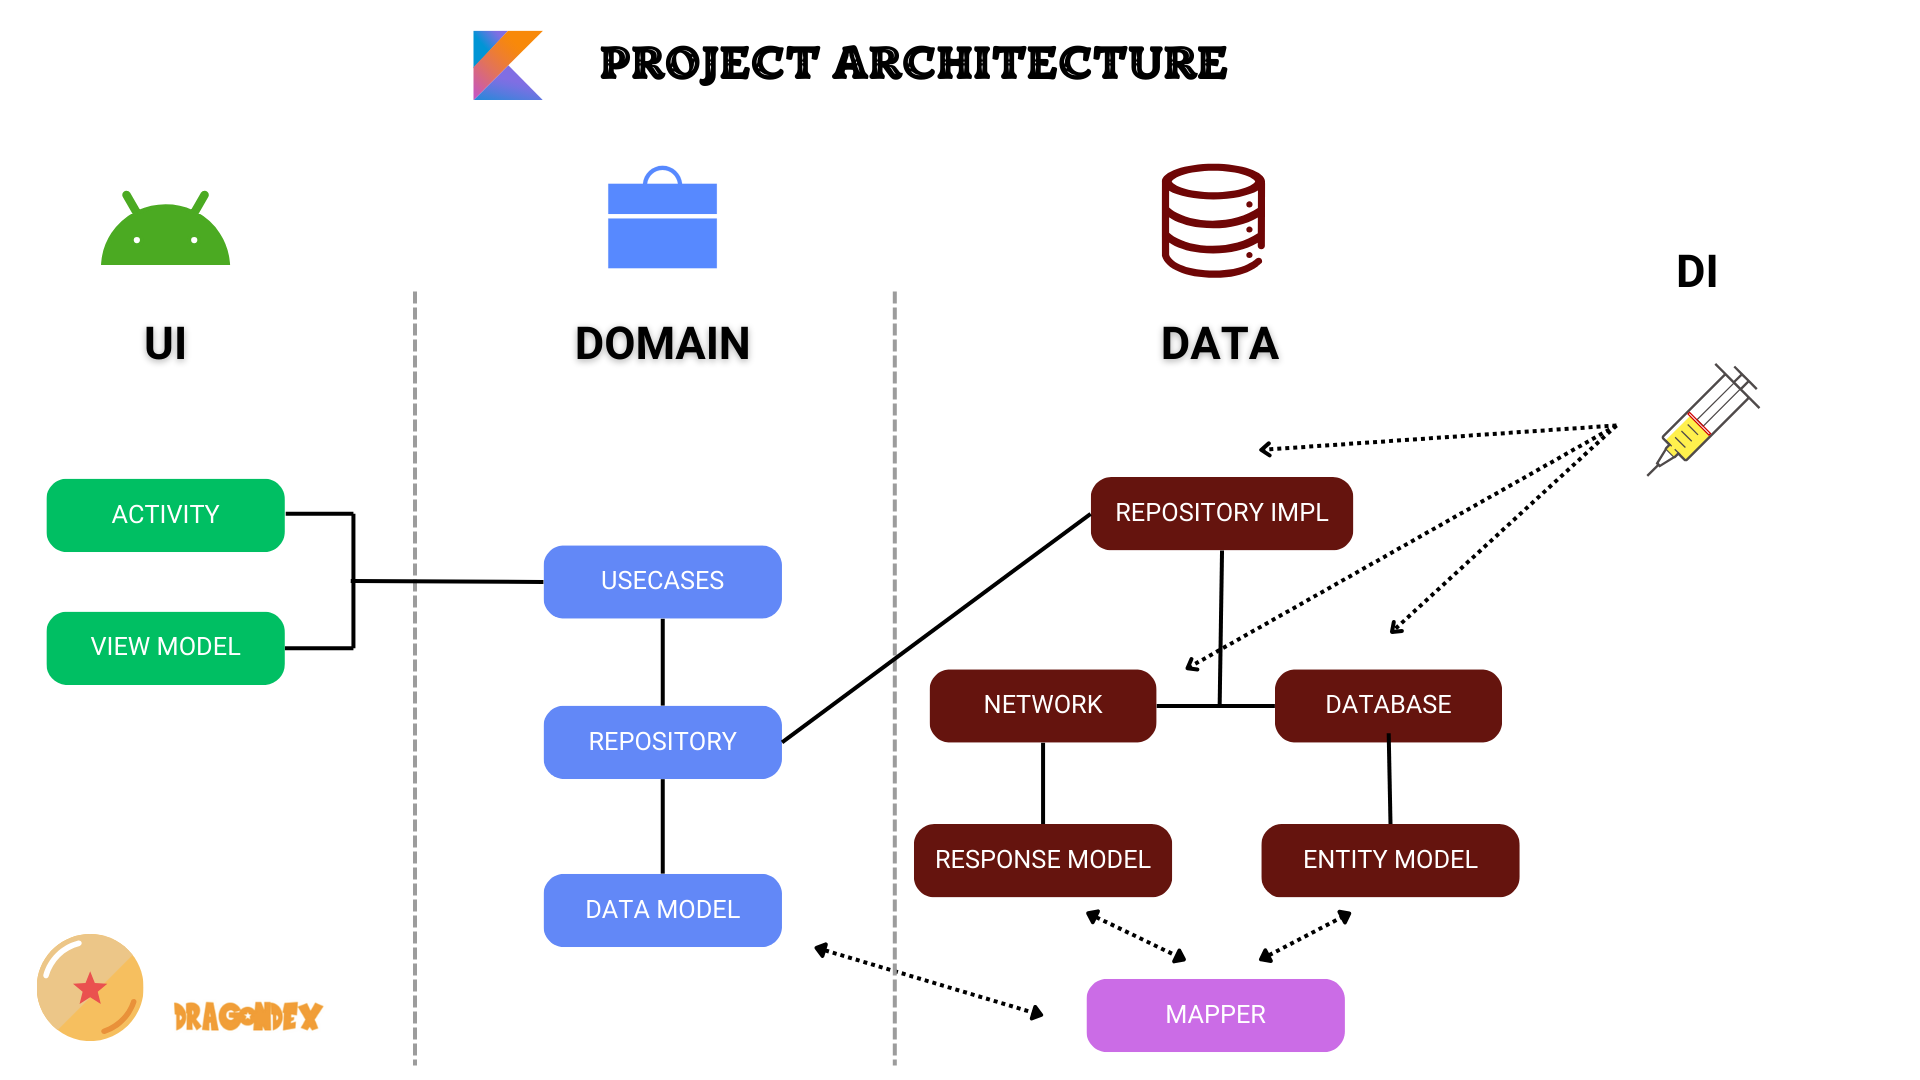 PROJECT ARCHITECTURE
UI
DOMAIN
DATA
DI
ACTIVITY
VIEW MODEL
USECASES
REPOSITORY
DATA MODEL
REPOSITORY IMPL
NETWORK
DATABASE
RESPONSE MODEL
ENTITY MODEL
MAPPER
DRAGONDEX